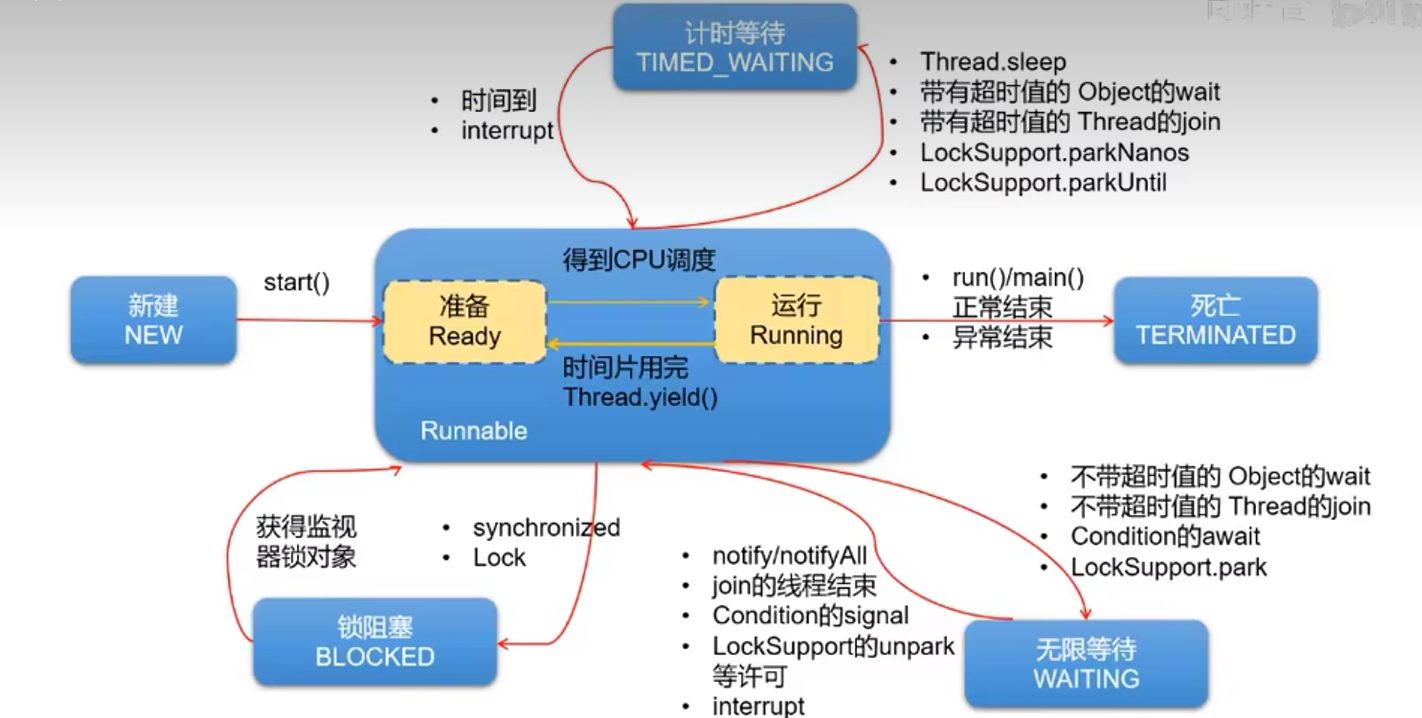 计时等待
TIMED_WAITING
• 时间到
• interrupt
• Thread.sleep
• 带有超时值的 Object的wait
• 带有超时值的 Thread的join
• LockSupport.parkNanos
• LockSupport.parkUntil
新建
NEW
start()
得到CPU调度
准备
Ready
运行
Running
时间片用完
Thread.yield()
Runnable
• run()/main()
正常结束
• 异常结束
死亡
TERMINATED
获得监视
器锁对象
• synchronized
• Lock
锁阻塞
BLOCKED
• notify/notifyAll
• join的线程结束
• Condition的signal
• LockSupport的unpark
等许可
• interrupt
• 不带超时值的 Object的wait
• 不带超时值的 Thread的join
• Condition的await
• LockSupport.park
无限等待
WAITING